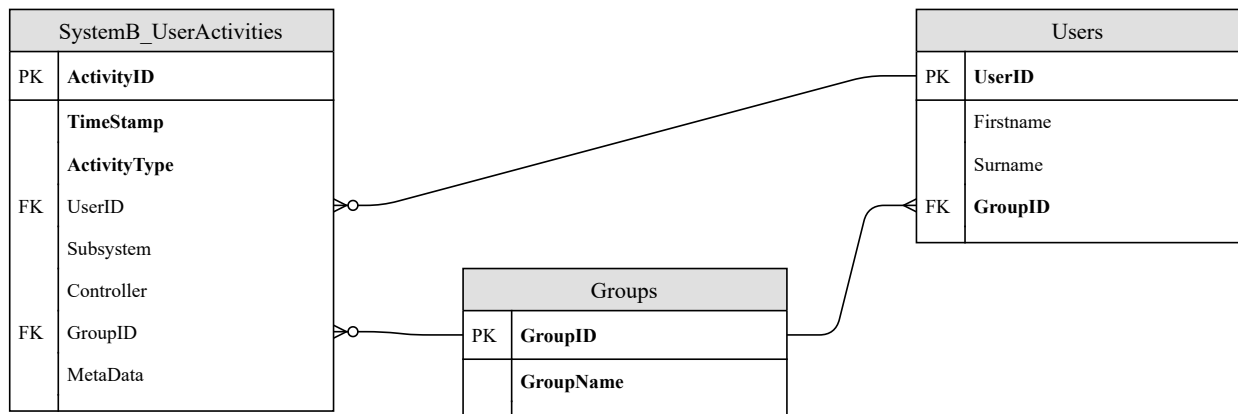 SystemB_UserActivities
PK ActivityID
TimeStamp
ActivityType
FK UserID
Subsystem
Controller
FK GroupID
MetaData
Groups
PK GroupID
GroupName
Users
PK UserID
Firstname
Surname
FK GroupID